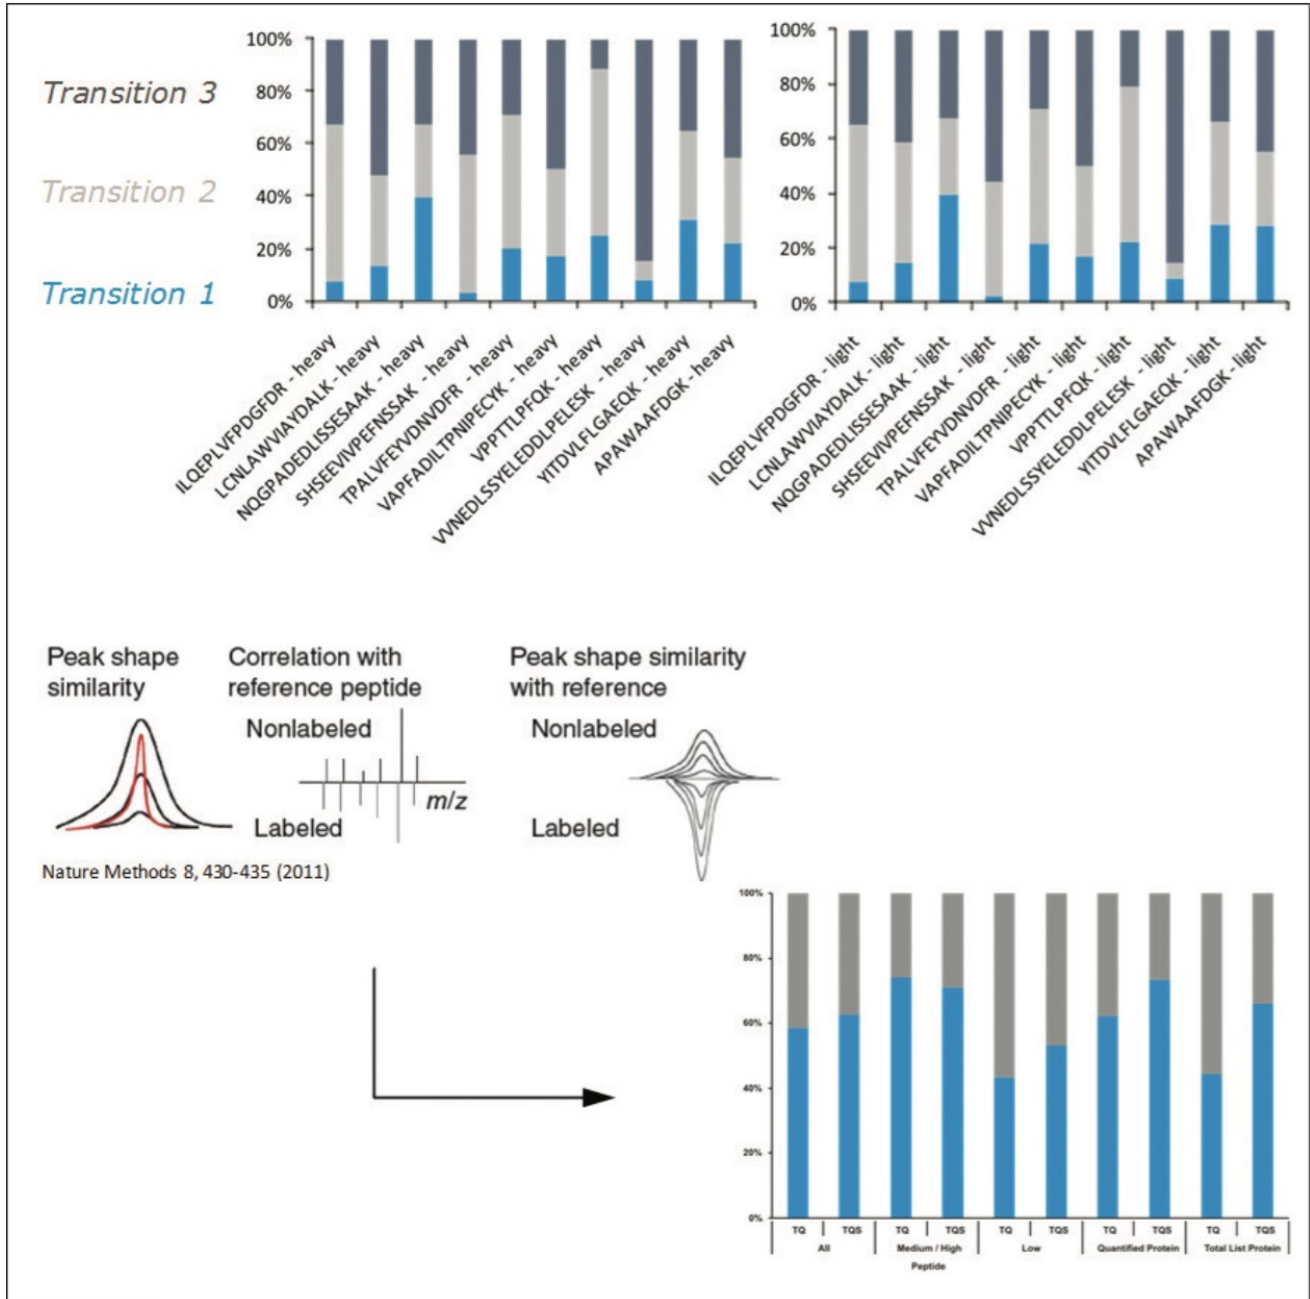 Transition 3
Transition 2
Transition 1
100%
80%
60%
40%
20%
0%
ILQEPLVFPDGFDR - heavy
LCNLAWVIAYDALK - heavy
NQGPADEDLISSESAAK - heavy
SHSEEVIVPEFNSSAK - heavy
TPALVFEYVDNVDFR - heavy
VAPFADILTPNIPECYK - heavy
VPPTTLPFQK - heavy
VVNEDLSSYELEDDLPELESK - heavy
YITDVLFLGAEQK - heavy
APAWAAFDGK - heavy
100%
80%
60%
40%
20%
0%
ILQEPLVFPDGFDR - light
LCNLAWVIAYDALK - light
NQGPADEDLISSESAAK - light
SHSEEVIVPEFNSSAK - light
TPALVFEYVDNVDFR - light
VAPFADILTPNIPECYK - light
VPPTTLPFQK - light
VVNEDLSSYELEDDLPELESK - light
YITDVLFLGAEQK - light
APAWAAFDGK - light
Peak shape
similarity
Correlation with
reference peptide
Nonlabeled
m/z
Labeled
Peak shape similarity
with reference
Nonlabeled
Labeled
Nature Methods 8, 430-435 (2011)
100%
80%
60%
40%
20%
0%
TQ TQS TQ TQS TQ TQS TQ TQS TQ TQS
All Medium / High Low Quantified Protein Total List Protein
Peptide